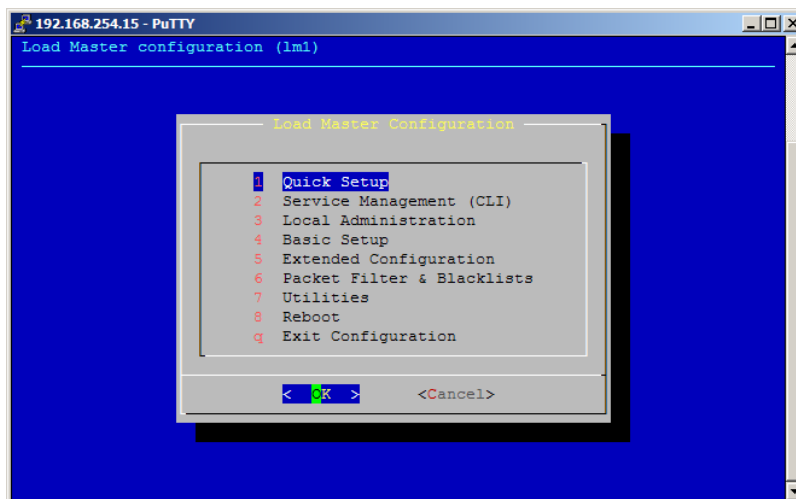 192.168.254.15 - PuTTY
Load Master configuration (lm1)
Load Master Configuration
1 Quick Setup
2 Service Management (CLI)
3 Local Administration
4 Basic Setup
5 Extended Configuration
6 Packet Filter & Blacklists
7 Utilities
8 Reboot
q Exit Configuration
< OK > <Cancel>